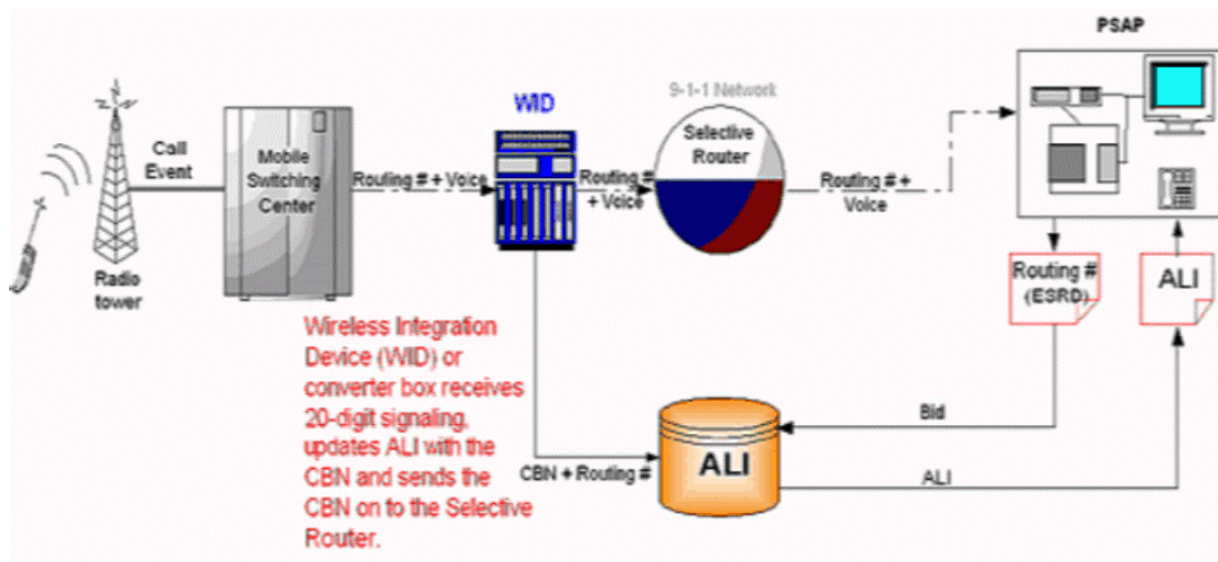 PSAP
9-1-1 Network
WID
Selective
Router
Call
Event
Mobile
Switching
Center
Routing # + Voice
Routing #
+ Voice
Routing # +
Voice
Radio
tower
Routing #
(ESRD)
ALI
Wireless Integration
Device (WID) or
converter box receives
20-digit signaling,
updates ALI with the
CBN and sends the
CBN on to the Selective
Router.
CBN + Routing #
ALI
Bid
ALI